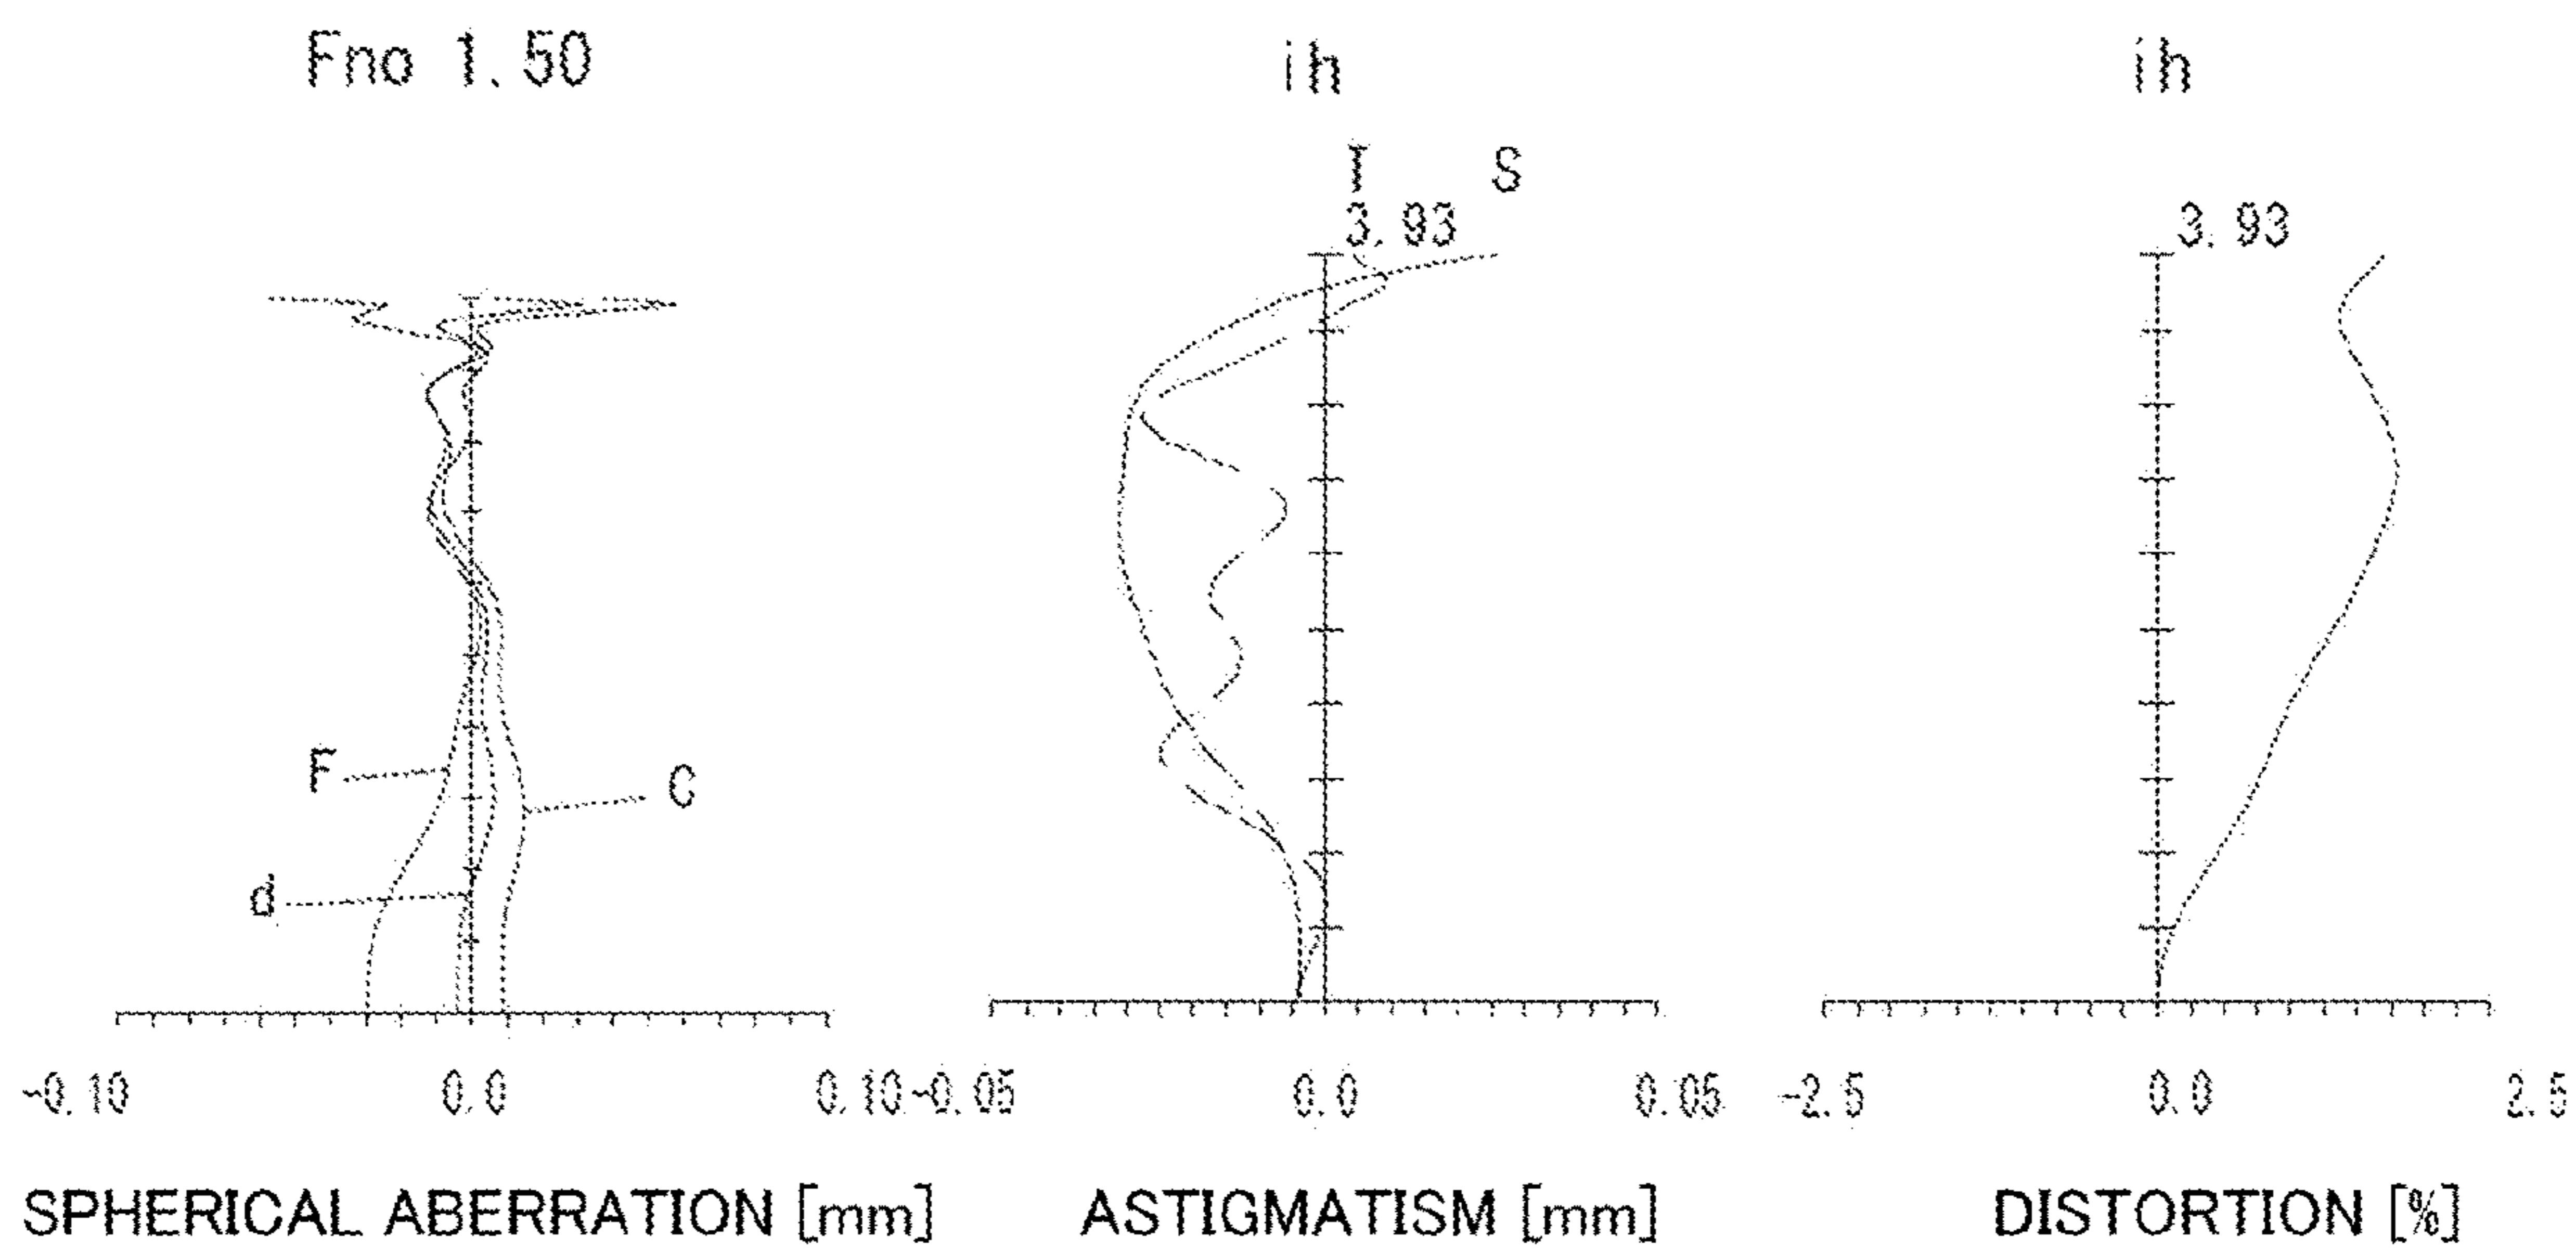 Fno 1.50
ih
ih
T S
3.93
3.93
F
C
d
-0.10 0.0 0.10
-0.05 0.0 0.05
-2.5 0.0 2.5
SPHERICAL ABERRATION [mm]
ASTIGMATISM [mm]
DISTORTION [%]